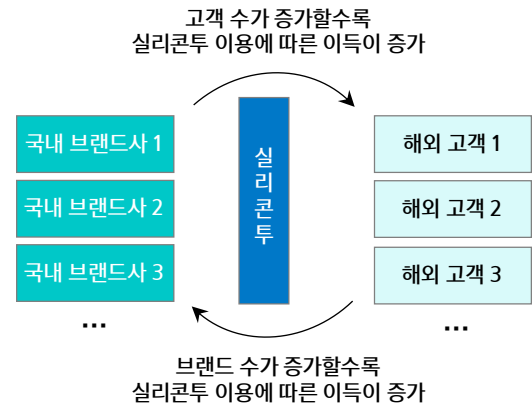 고객 수가 증가할수록
실리콘투 이용에 따른 이득이 증가
국내 브랜드사 1
국내 브랜드사 2
국내 브랜드사 3
...
실
리
콘
투
해외 고객 1
해외 고객 2
해외 고객 3
...
브랜드 수가 증가할수록
실리콘투 이용에 따른 이득이 증가